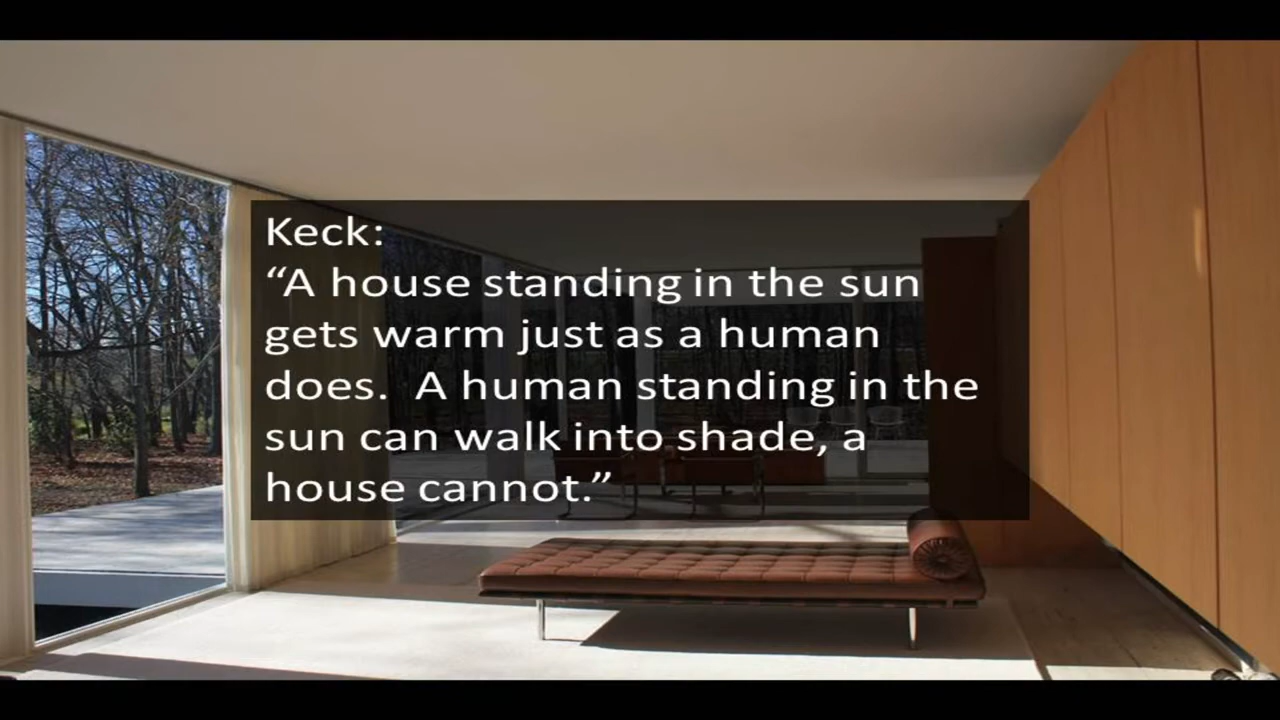 Keck:
“A house standing in the sun
gets warm just as a human
does.  A human standing in the
sun can walk into shade, a
house cannot.”